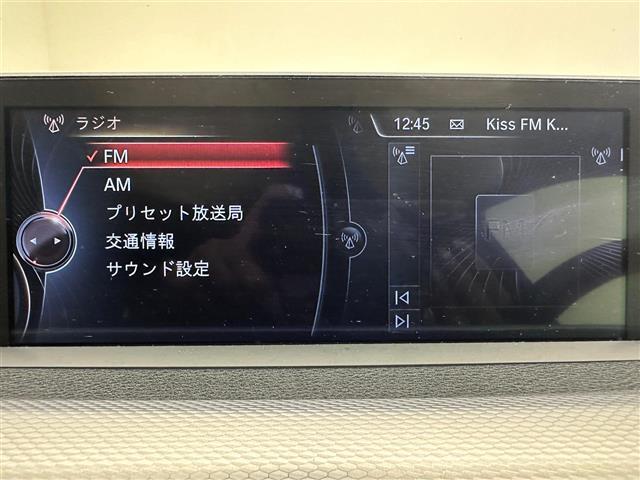 ラジオ
12:45 Kiss FM K...
✓ FM
AM
プリセット放送局
交通情報
サウンド設定
FM